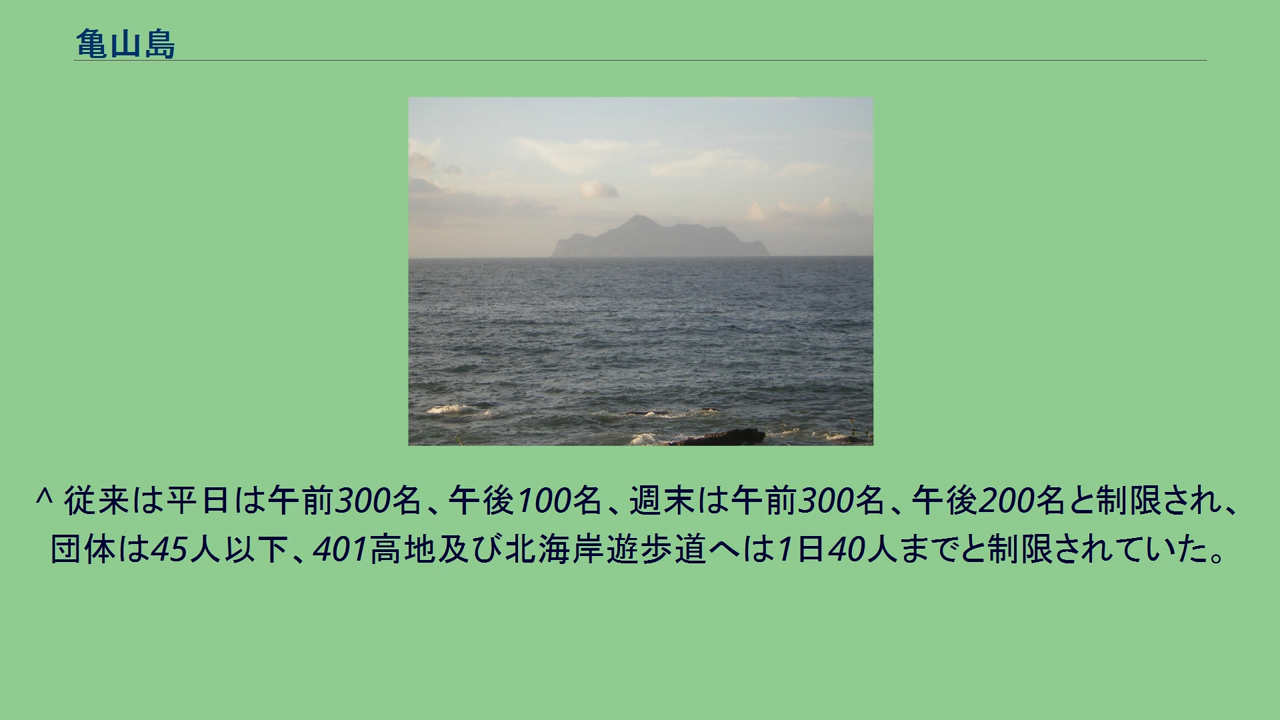 亀山島
^ 従来は平日は午前300名、午後100名、週末は午前300名、午後200名と制限され、
団体は45人以下、401高地及び北海岸遊歩道へは1日40人までと制限されていた。